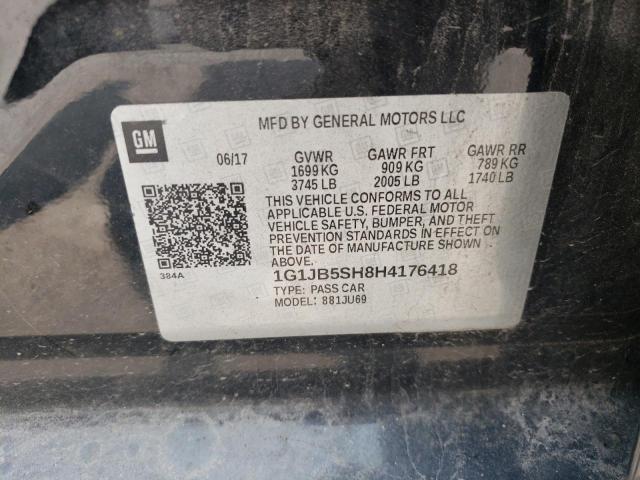 GM
MFD BY GENERAL MOTORS LLC
06/17 GVWR GAWR FRT GAWR RR
1699 KG 909 KG 789 KG
3745 LB 2005 LB 1740 LB
THIS VEHICLE CONFORMS TO ALL
APPLICABLE U.S. FEDERAL MOTOR
VEHICLE SAFETY, BUMPER, AND THEFT
PREVENTION STANDARDS IN EFFECT ON
THE DATE OF MANUFACTURE SHOWN
ABOVE.
384A
1G1JB5SH8H4176418
TYPE: PASS CAR
MODEL: 881JU69